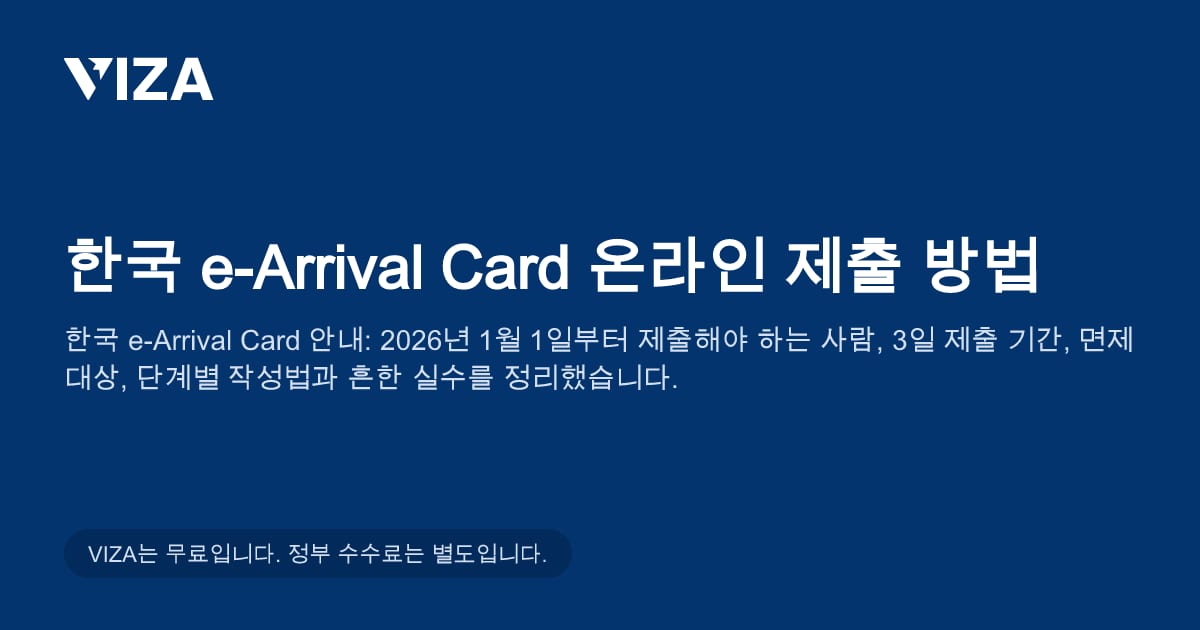 VIZA
한국 e-Arrival Card 온라인 제출 방법
한국 e-Arrival Card 안내: 2026년 1월 1일부터 제출해야 하는 사람, 3일 제출 기간, 면제
대상, 단계별 작성법과 흔한 실수를 정리했습니다.
VIZA는 무료입니다. 정부 수수료는 별도입니다.